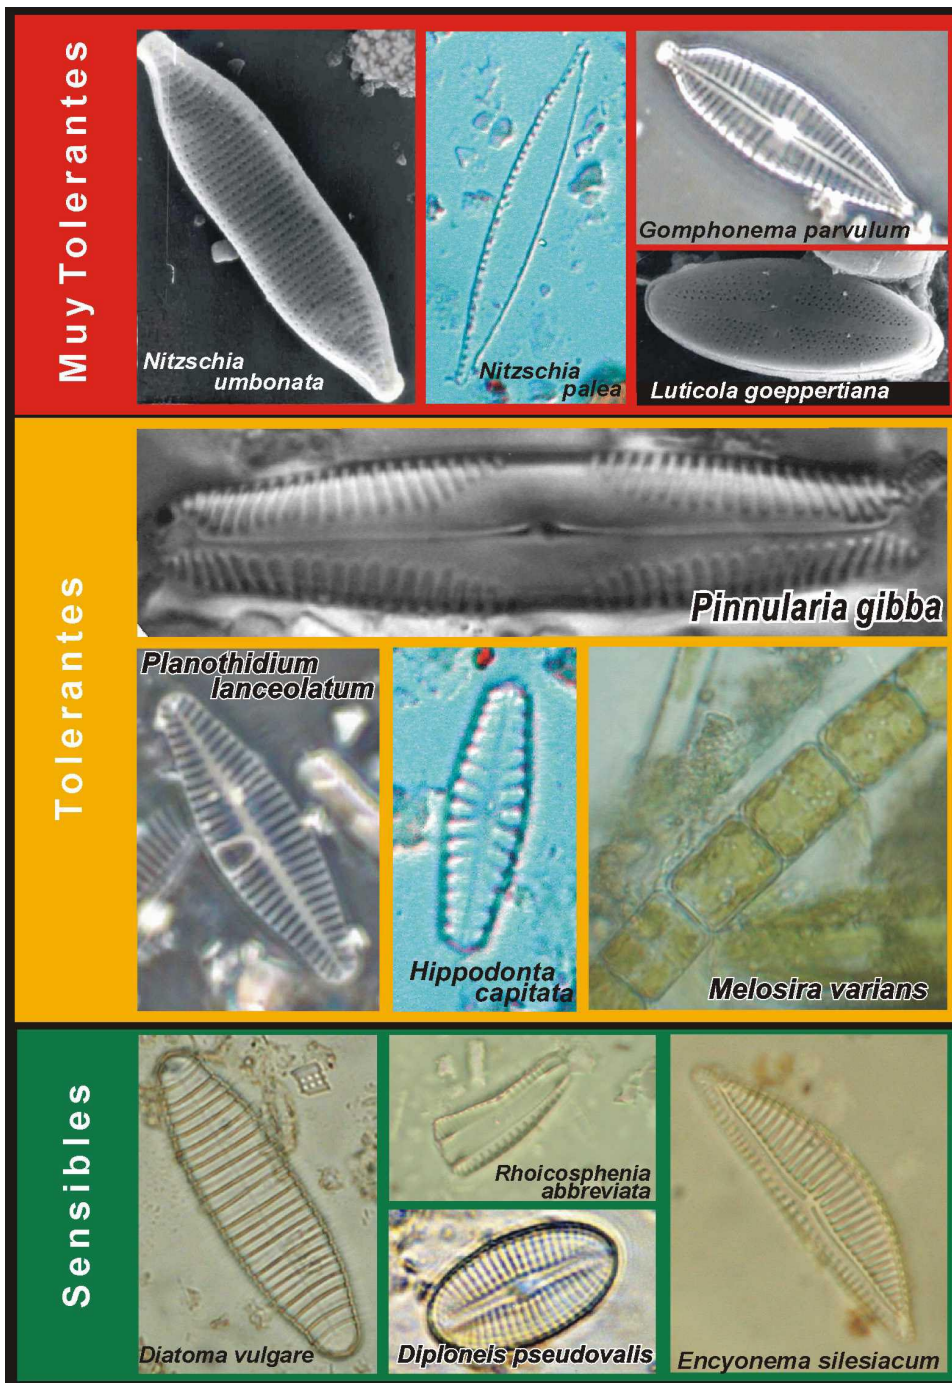 Muy Tolerantes
Nitzschia
umbonata
Nitzschia
palea
Gomphonema parvulum
Luticola goeppertiana
Tolerantes
Pinnularia gibba
Planothidium
lanceolatum
Hippodonta
capitata
Melosira varians
Sensibles
Diatoma vulgare
Rhoicosphenia
abbreviata
Diploneis pseudovalis
Encyonema silesiacum